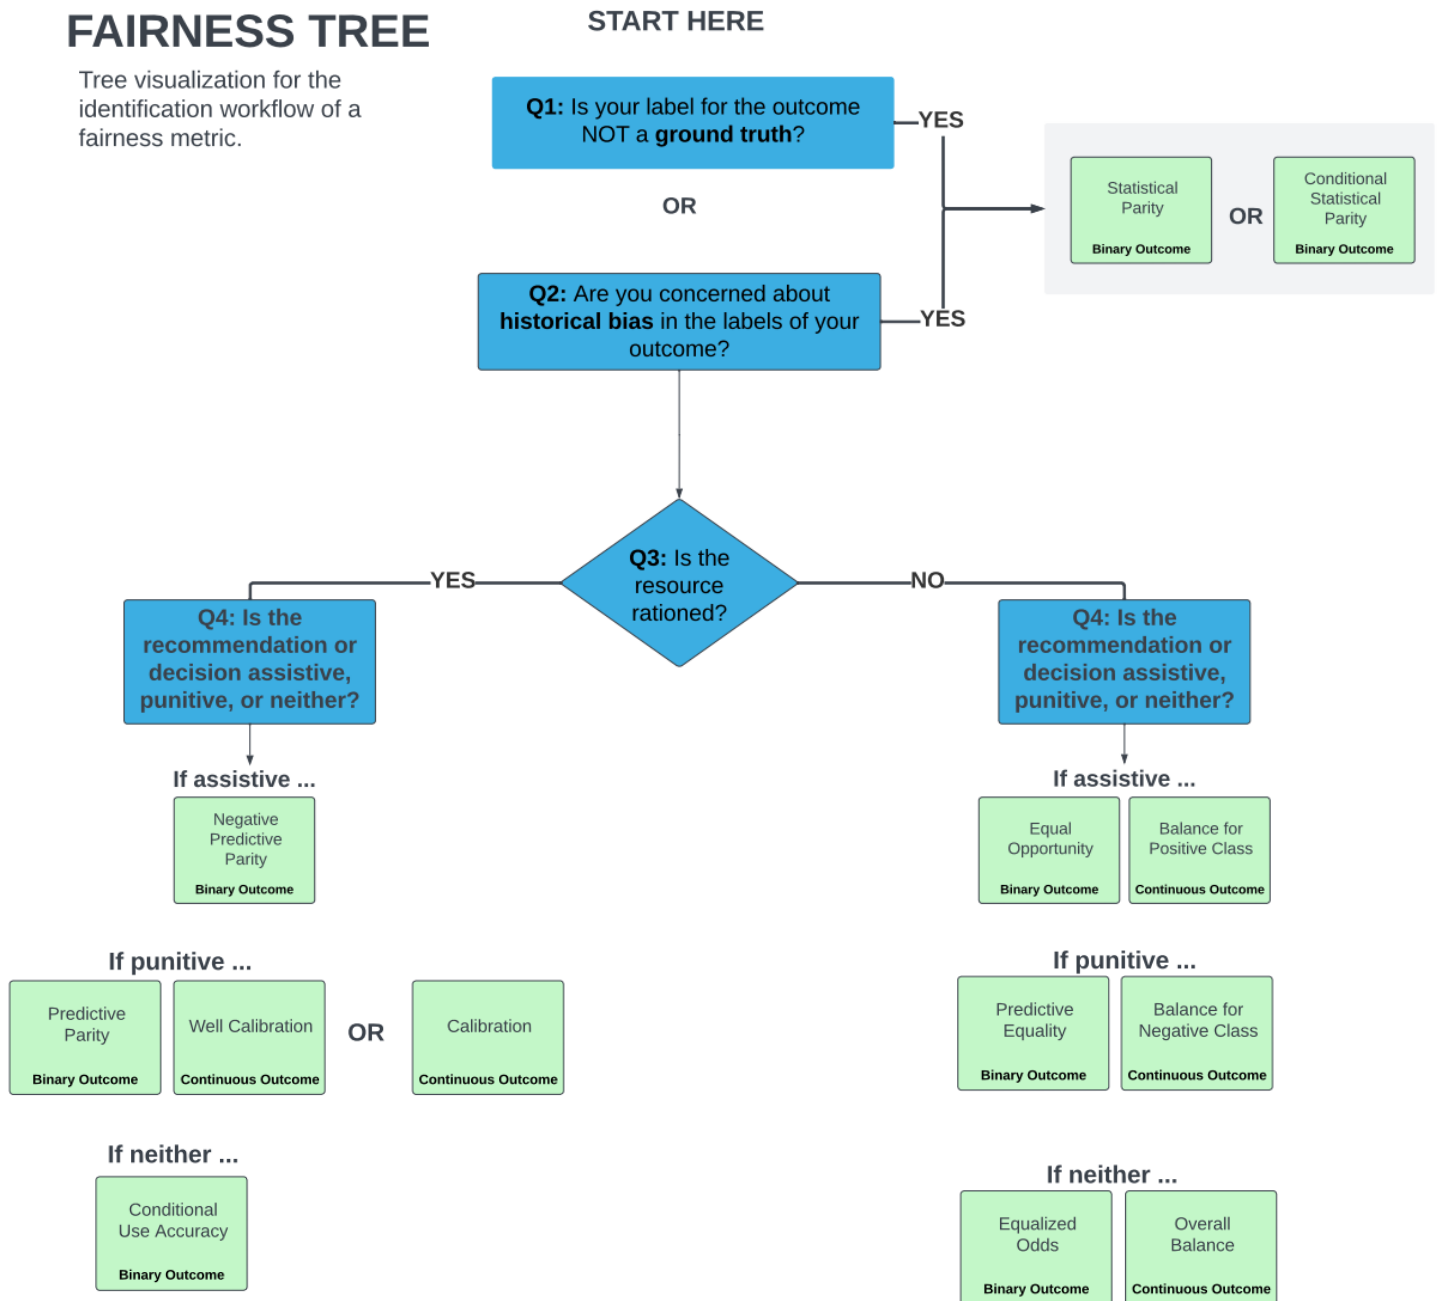 FAIRNESS TREE
Tree visualization for the
identification workflow of a
fairness metric.
START HERE
Q1: Is your label for the outcome
NOT a ground truth?
YES
OR
Q2: Are you concerned about
historical bias in the labels of your
outcome?
YES
Statistical
Parity
Binary Outcome
OR
Conditional
Statistical
Parity
Binary Outcome
Q3: Is the
resource
rationed?
YES
NO
Q4: Is the
recommendation or
decision assistive,
punitive, or neither?
If assistive ...
Negative
Predictive
Parity
Binary Outcome
If punitive ...
Predictive
Parity
Binary Outcome
Well Calibration
Continuous Outcome
OR
Calibration
Continuous Outcome
If neither ...
Conditional
Use Accuracy
Binary Outcome
Q4: Is the
recommendation or
decision assistive,
punitive, or neither?
If assistive ...
Equal
Opportunity
Binary Outcome
Balance for
Positive Class
Continuous Outcome
If punitive ...
Predictive
Equality
Binary Outcome
Balance for
Negative Class
Continuous Outcome
If neither ...
Equalized
Odds
Binary Outcome
Overall
Balance
Continuous Outcome